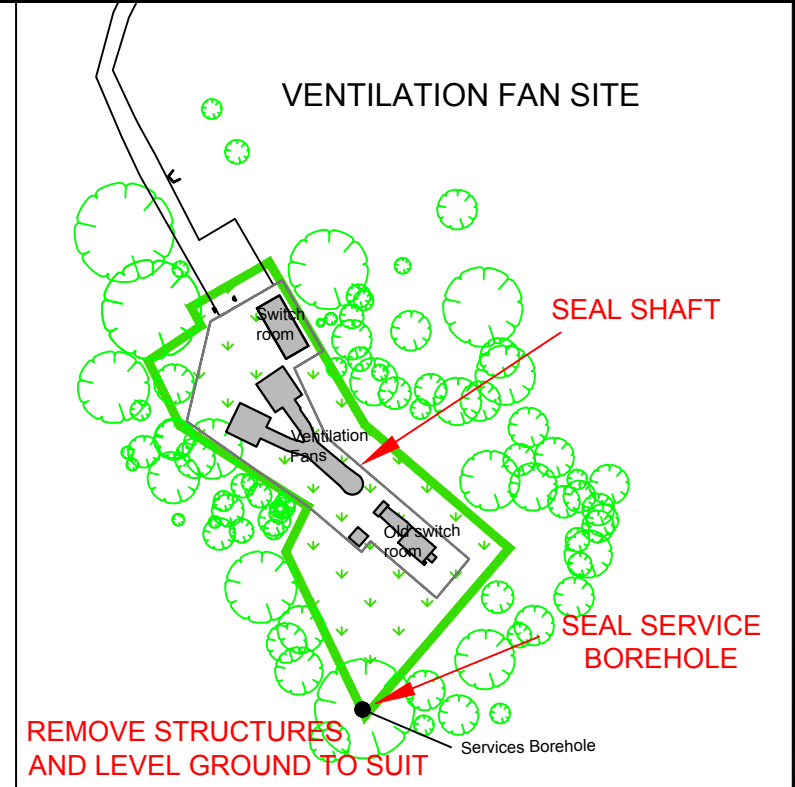 VENTILATION FAN SITE
SEAL SHAFT
Switch
room
Ventilation
Fans
Old switch
room
SEAL SERVICE
BOREHOLE
REMOVE STRUCTURES
AND LEVEL GROUND TO SUIT
Services Borehole